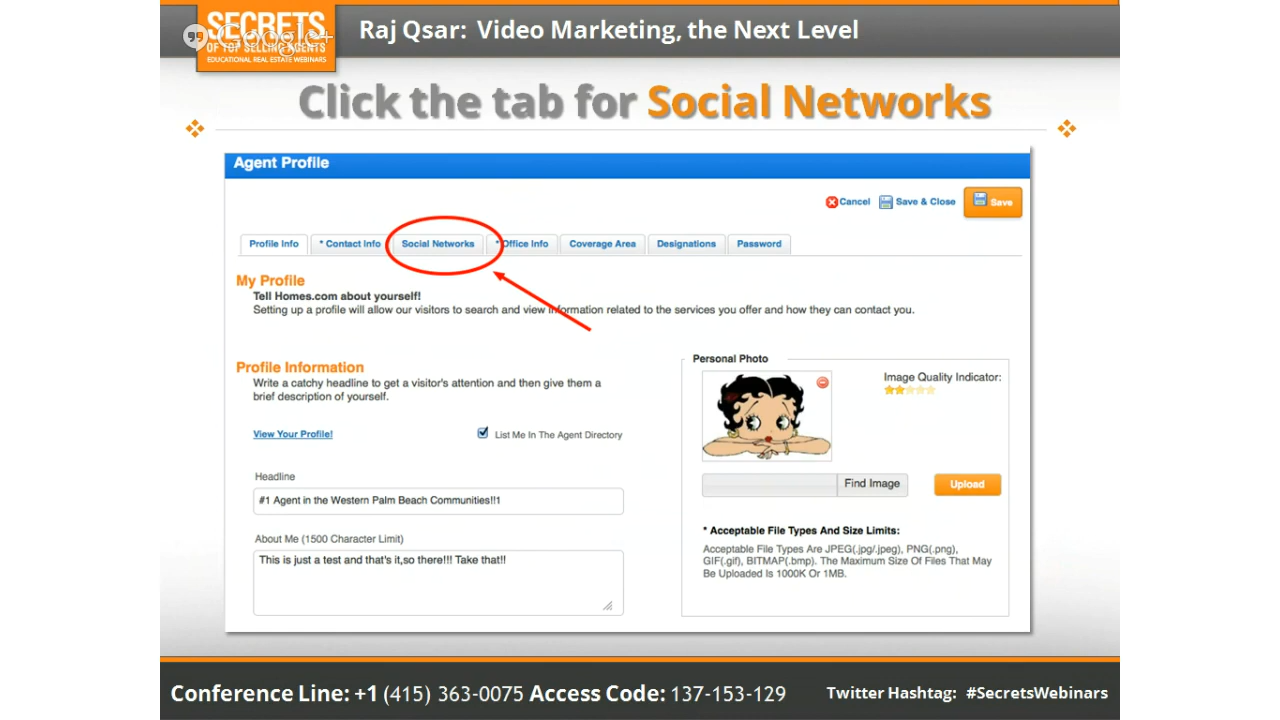 SECRETS
OF TOP SELLING AGENTS
EDUCATIONAL REAL ESTATE WEBINARS
Google+
Raj Qsar: Video Marketing, the Next Level
Click the tab for Social Networks
Agent Profile
Cancel Save & Close Save
Profile Info * Contact Info Social Networks * Office Info Coverage Area Designations Password
My Profile
Tell Homes.com about yourself!
Setting up a profile will allow our visitors to search and view information related to the services you offer and how they can contact you.
Profile Information
Write a catchy headline to get a visitor's attention and then give them a
brief description of yourself.
View Your Profile! List Me In The Agent Directory
Headline
#1 Agent in the Western Palm Beach Communities!!1
About Me (1500 Character Limit)
This is just a test and that's it,so there!!! Take that!!
Personal Photo
Image Quality Indicator:
Find Image Upload
* Acceptable File Types And Size Limits:
Acceptable File Types Are JPEG(.jpg/.jpeg), PNG(.png),
GIF(.gif), BITMAP(.bmp). The Maximum Size Of Files That May
Be Uploaded Is 1000K Or 1MB.
Conference Line: +1 (415) 363-0075 Access Code: 137-153-129 Twitter Hashtag: #SecretsWebinars